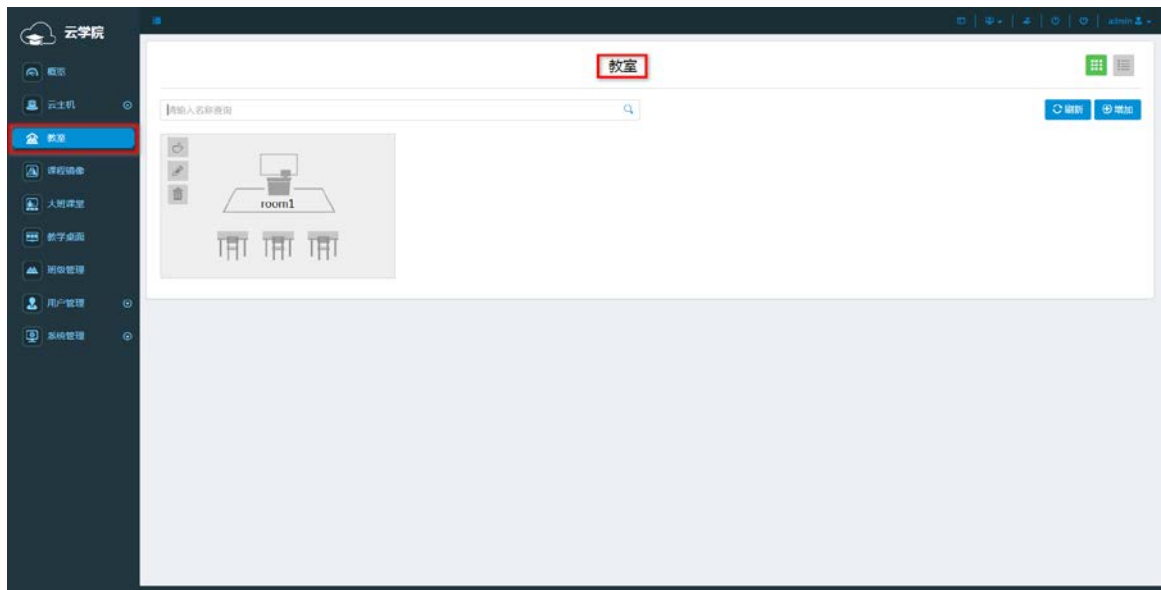 云学院
admin
概览
云主机
教室
课程镜像
大班课堂
教学桌面
班级管理
用户管理
系统管理
教室
请输入名称查询
刷新
增加
room1